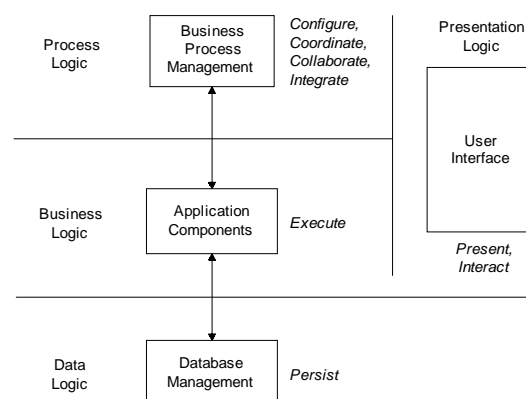 Process
Logic
Business
Process
Management
Configure,
Coordinate,
Collaborate,
Integrate
Presentation
Logic
User
Interface
Present,
Interact
Business
Logic
Application
Components
Execute
Data
Logic
Database
Management
Persist